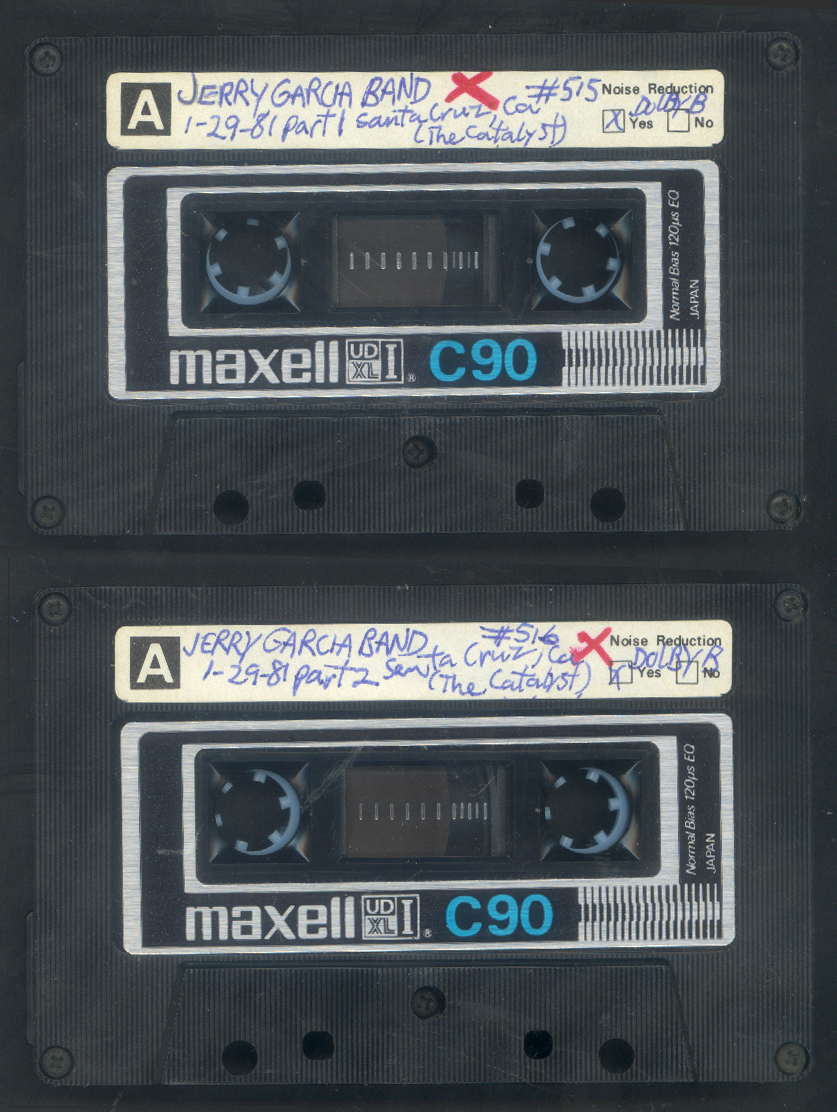 A JERRY GARCIA BAND X #515 Noise Reduction
DOLBY B
1-29-81 part 1 Santa Cruz, Ca X Yes No
(The Catalyst)
Normal Bias 120µs EQ
JAPAN
maxell UD XL I ® C90
A JERRY GARCIA BAND #516 X Noise Reduction
1-29-81 part 2 Santa Cruz, Ca DOLBY B
(The Catalyst) X Yes No
Normal Bias 120µs EQ
JAPAN
maxell UD XL I ® C90